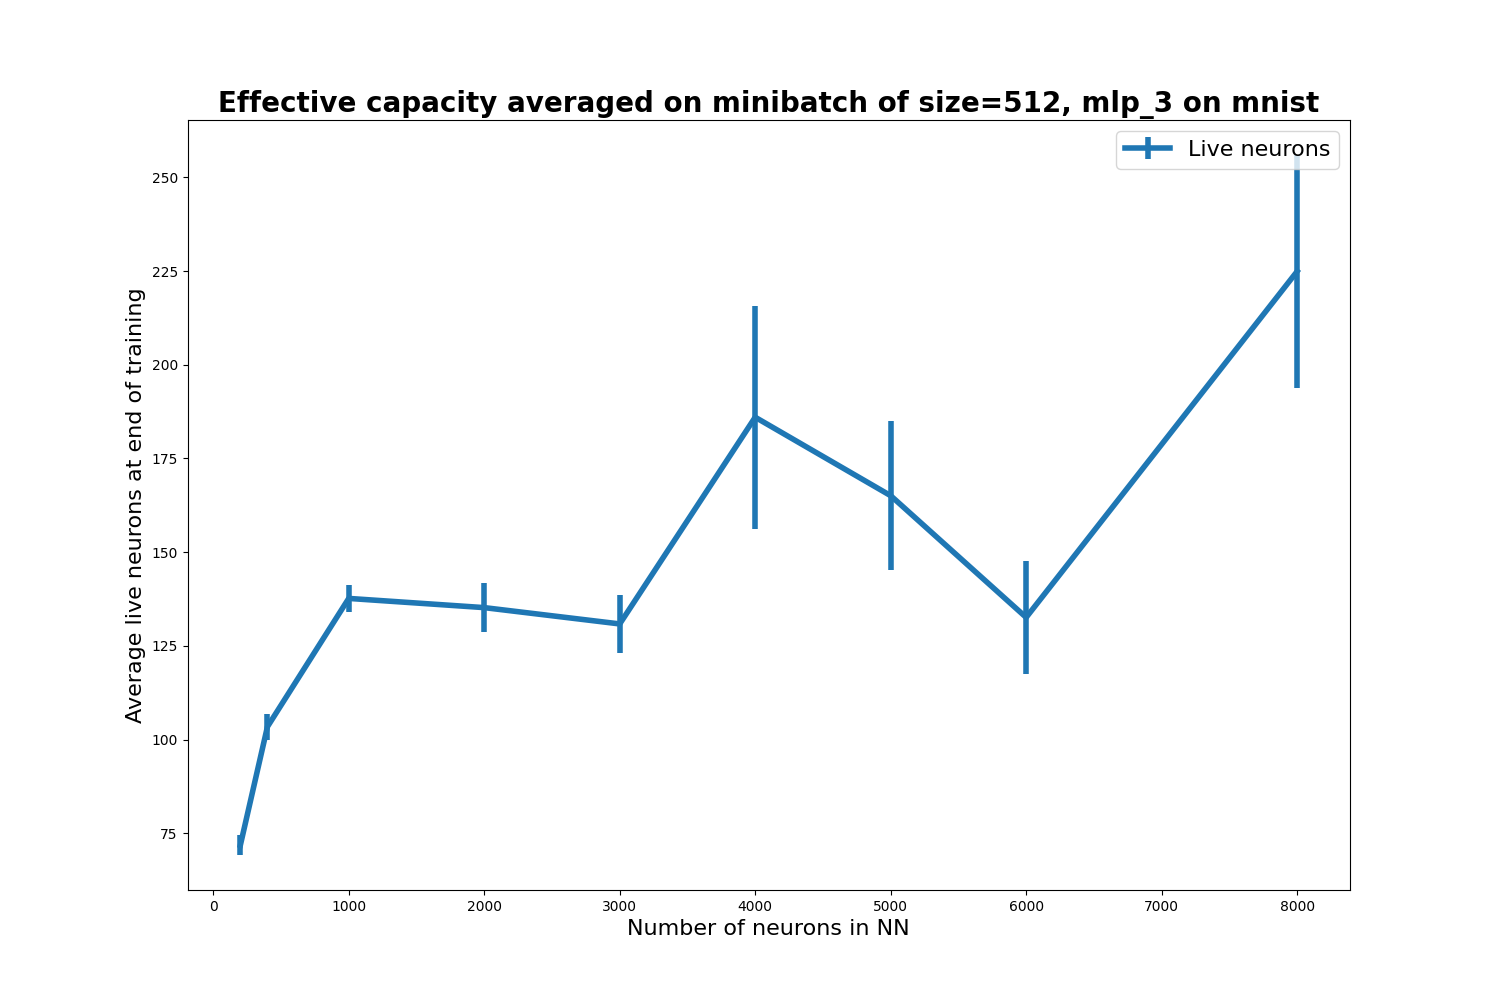 Effective capacity averaged on minibatch of size=512, mlp_3 on mnist
Live neurons
250
225
200
175
150
125
100
75
Average live neurons at end of training
0 1000 2000 3000 4000 5000 6000 7000 8000
Number of neurons in NN